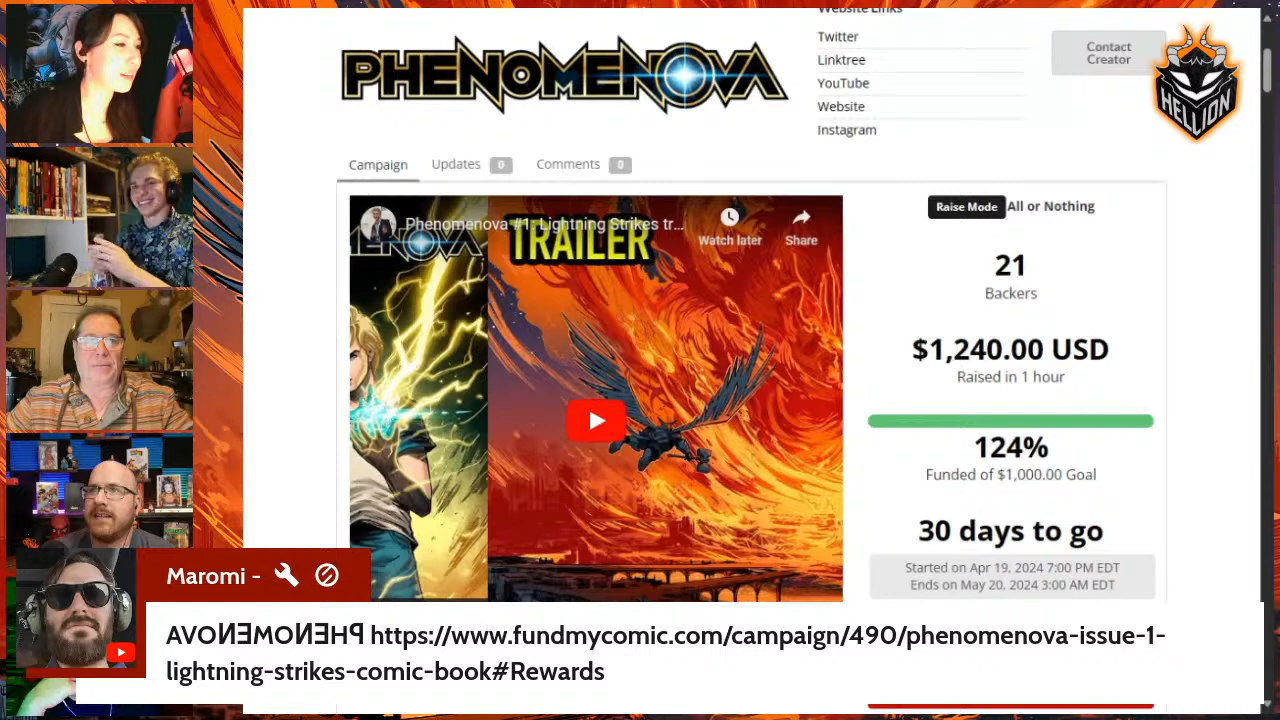 Website Links
PHENOMENOVA
Twitter
Linktree
YouTube
Website
Instagram
Contact
Creator
HELLION
Campaign
Updates 0
Comments 0
Phenomenova #1: Lightning Strikes tr...
Watch later
Share
TRAILER
Raise Mode All or Nothing
21
Backers
$1,240.00 USD
Raised in 1 hour
124%
Funded of $1,000.00 Goal
30 days to go
Started on Apr 19, 2024 7:00 PM EDT
Ends on May 20, 2024 3:00 AM EDT
Maromi -
AVOИƎMOИƎHꟼ https://www.fundmycomic.com/campaign/490/phenomenova-issue-1-
lightning-strikes-comic-book#Rewards